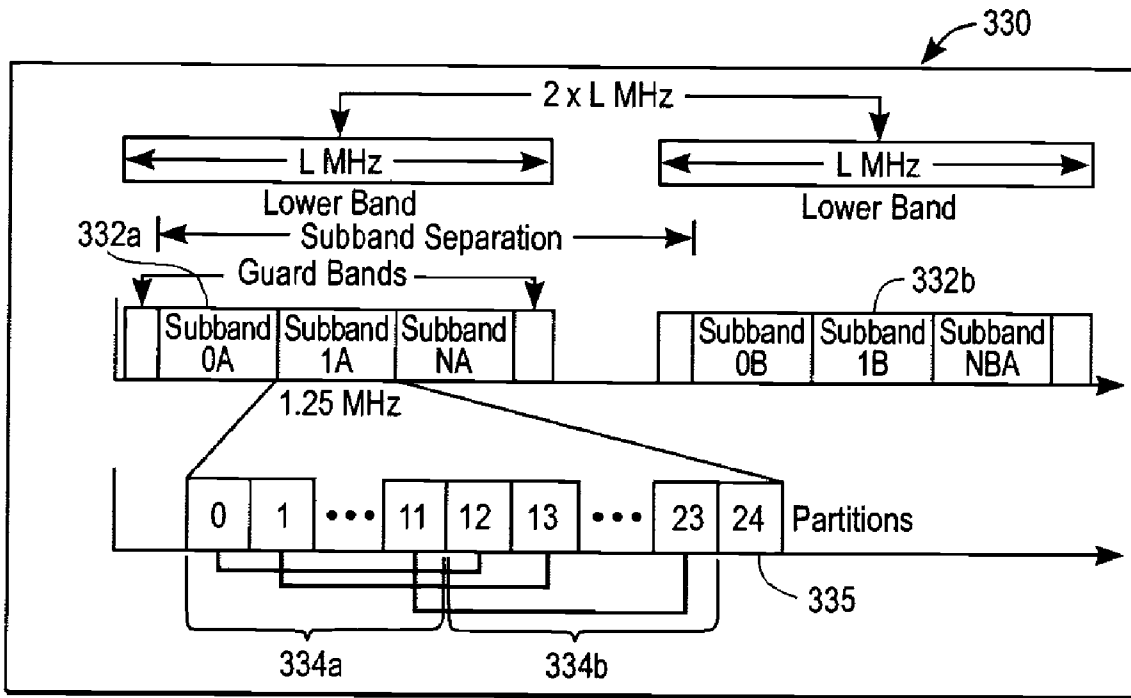 330
2 x L MHz
L MHz
L MHz
Lower Band
Lower Band
332a
Subband Separation
Guard Bands
332b
Subband 0A
Subband 1A
Subband NA
Subband 0B
Subband 1B
Subband NBA
1.25 MHz
0 1 ••• 11 12 13 ••• 23 24 Partitions
335
334a
334b